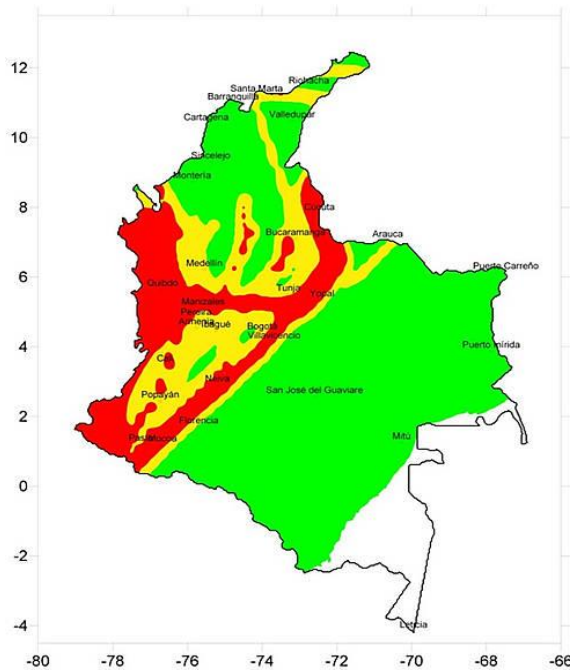 12
Riohacha
Santa Marta
Barranquilla
Valledupar
Cartagena
10
Sincelejo
Montería
8
Cúcuta
Bucaramanga
Arauca
Medellín
Puerto Carreño
6
Quibdó
Tunja
Yopal
Manizales
Pereira
Armenia
Ibagué
Bogotá
Villavicencio
4
Puerto Inírida
Cali
Neiva
San José del Guaviare
Popayán
2
Florencia
Pasto
Mocoa
Mitú
0
-2
-4
Leticia
-80 -78 -76 -74 -72 -70 -68 -66